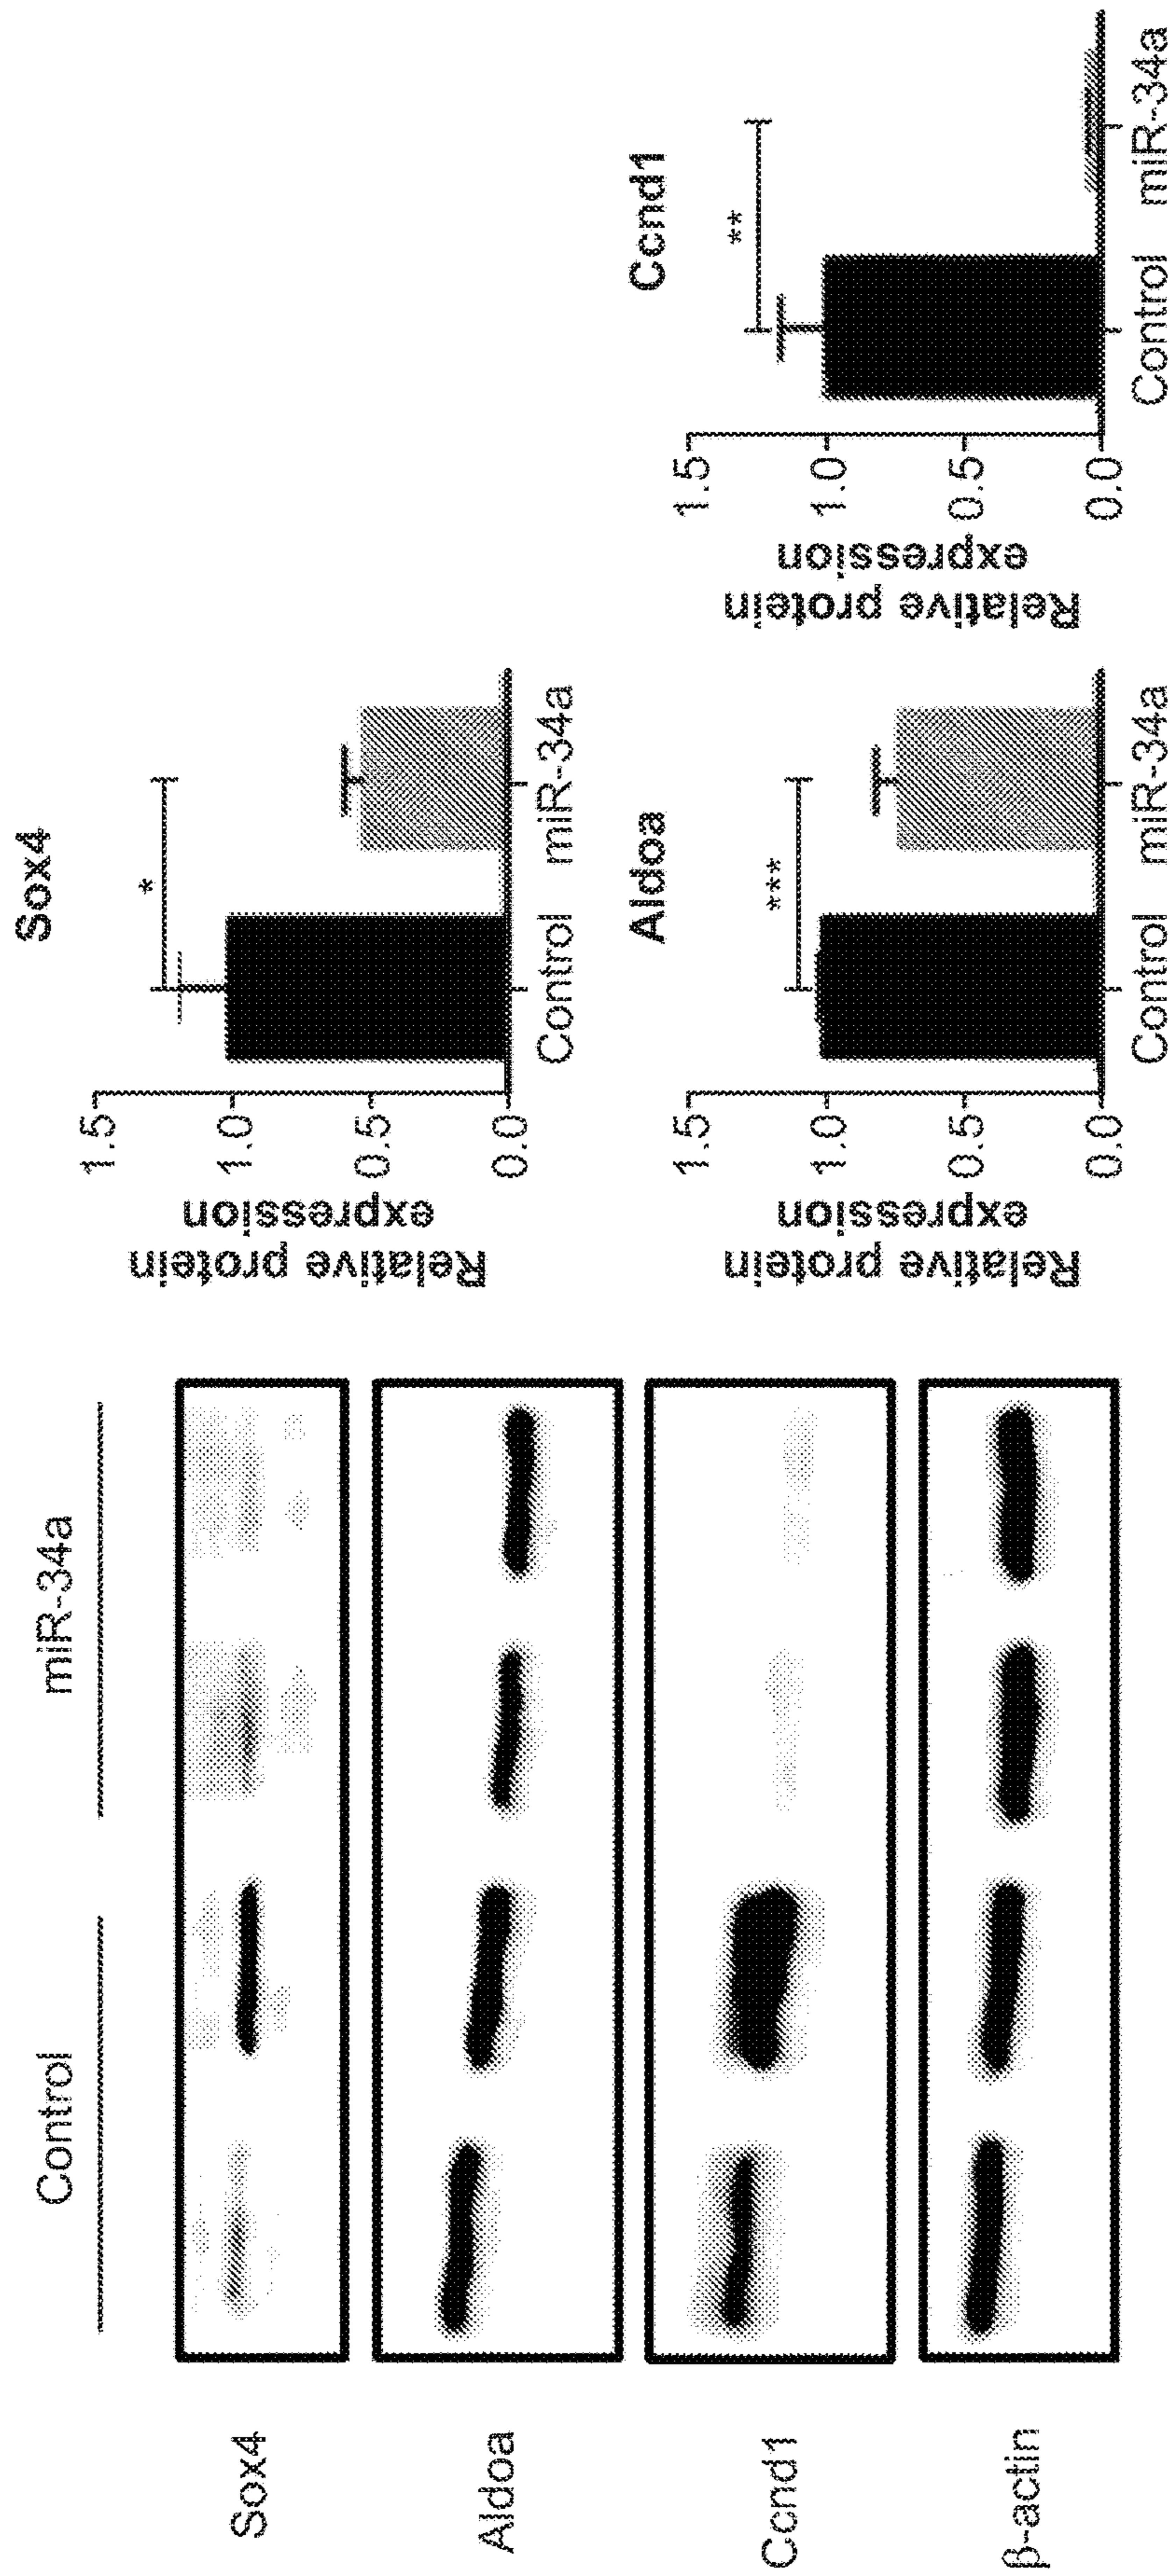 Control
miR-34a
Sox4
Aldoa
Ccnd1
β-actin
Sox4
*
Relative protein
expression
1.5
1.0
0.5
0.0
Control miR-34a
Aldoa
***
Relative protein
expression
1.5
1.0
0.5
0.0
Control miR-34a
Ccnd1
**
Relative protein
expression
1.5
1.0
0.5
0.0
Control miR-34a